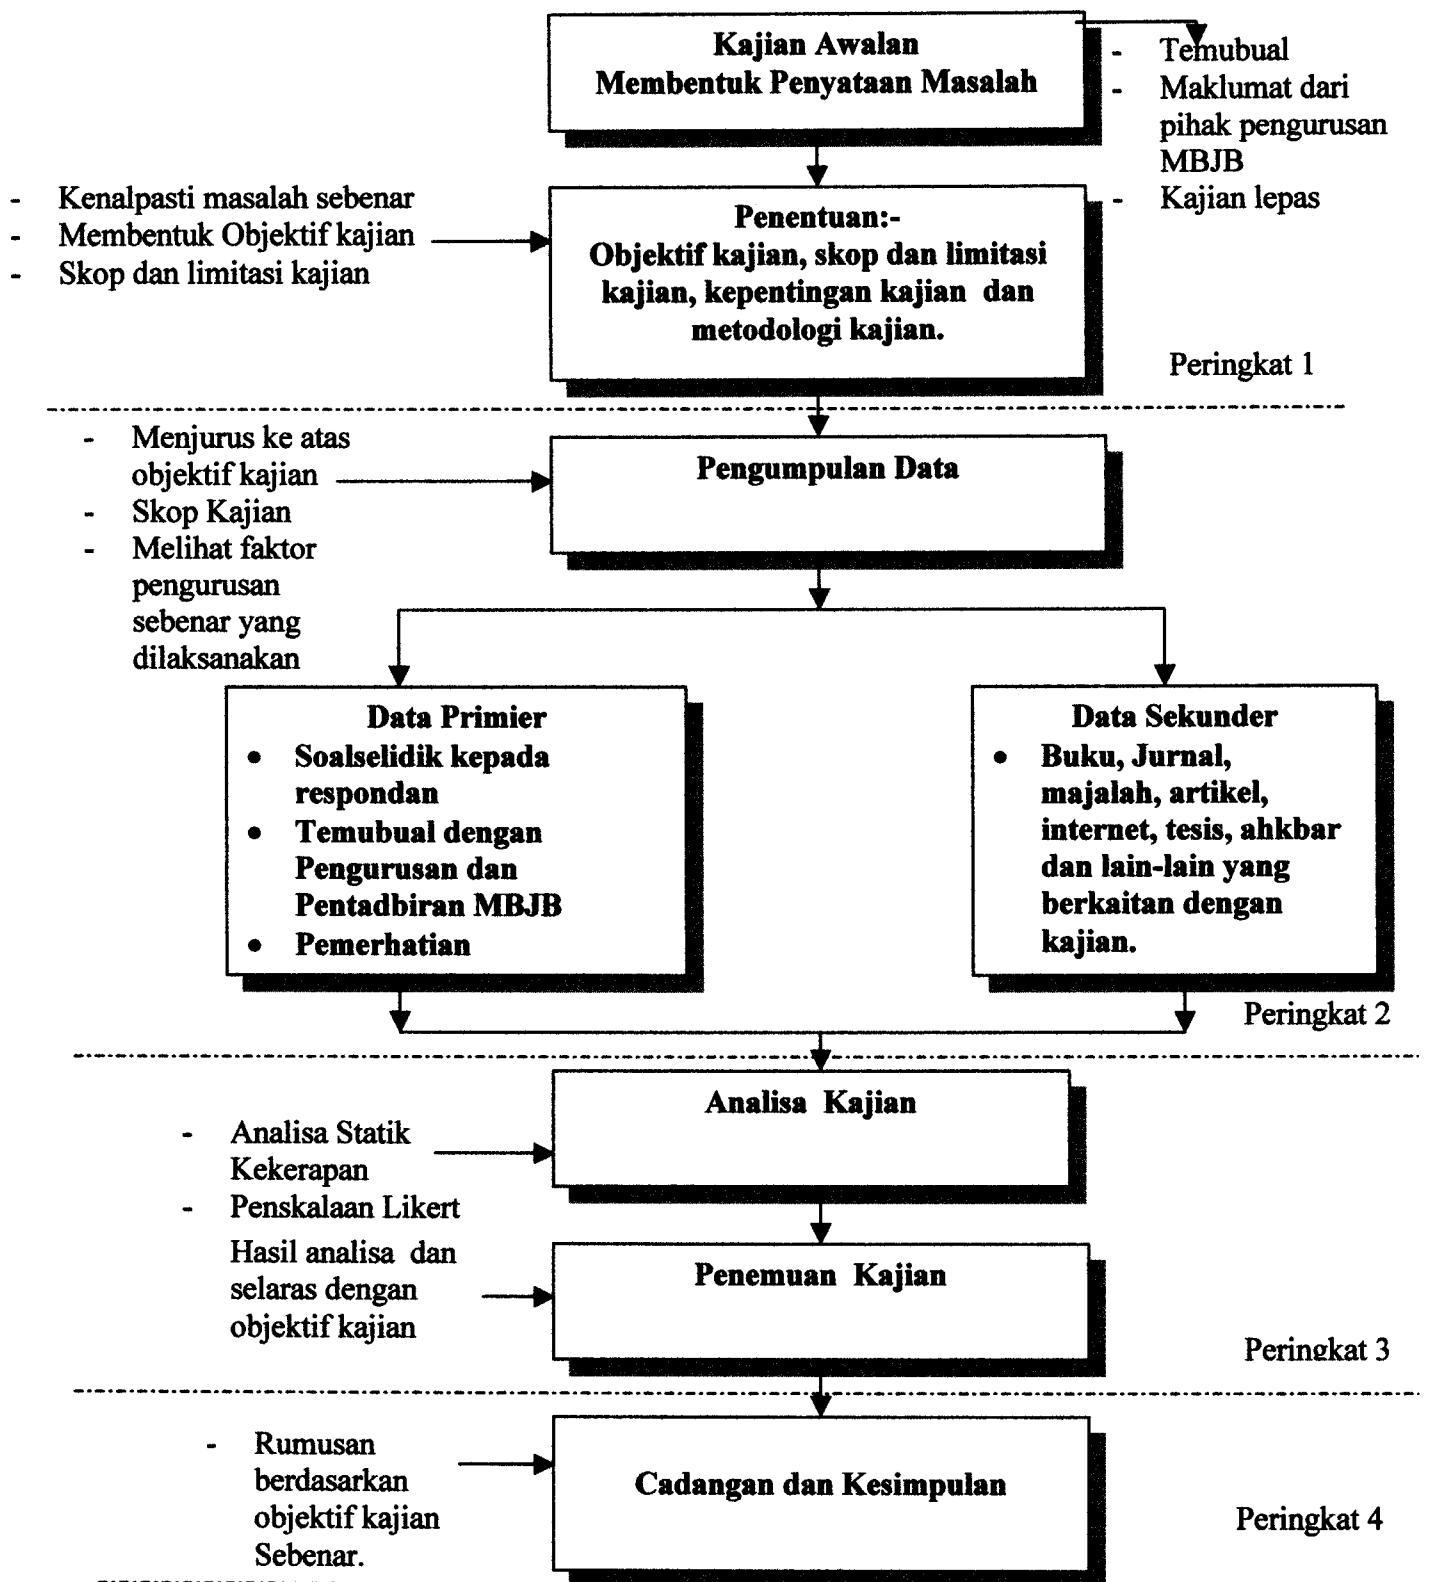 Kajian Awalan
Membentuk Penyataan Masalah
- Temubual
- Maklumat dari
pihak pengurusan
MBJB
- Kajian lepas
- Kenalpasti masalah sebenar
- Membentuk Objektif kajian
- Skop dan limitasi kajian
Penentuan:-
Objektif kajian, skop dan limitasi
kajian, kepentingan kajian dan
metodologi kajian.
Peringkat 1
- Menjurus ke atas
objektif kajian
- Skop Kajian
- Melihat faktor
pengurusan
sebenar yang
dilaksanakan
Pengumpulan Data
Data Primier
• Soalselidik kepada
respondan
• Temubual dengan
Pengurusan dan
Pentadbiran MBJB
• Pemerhatian
Data Sekunder
• Buku, Jurnal,
majalah, artikel,
internet, tesis, ahkbar
dan lain-lain yang
berkaitan dengan
kajian.
Peringkat 2
Analisa Kajian
- Analisa Statik
Kekerapan
- Penskalaan Likert
Hasil analisa dan
selaras dengan
objektif kajian
Penemuan Kajian
Peringkat 3
- Rumusan
berdasarkan
objektif kajian
Sebenar.
Cadangan dan Kesimpulan
Peringkat 4